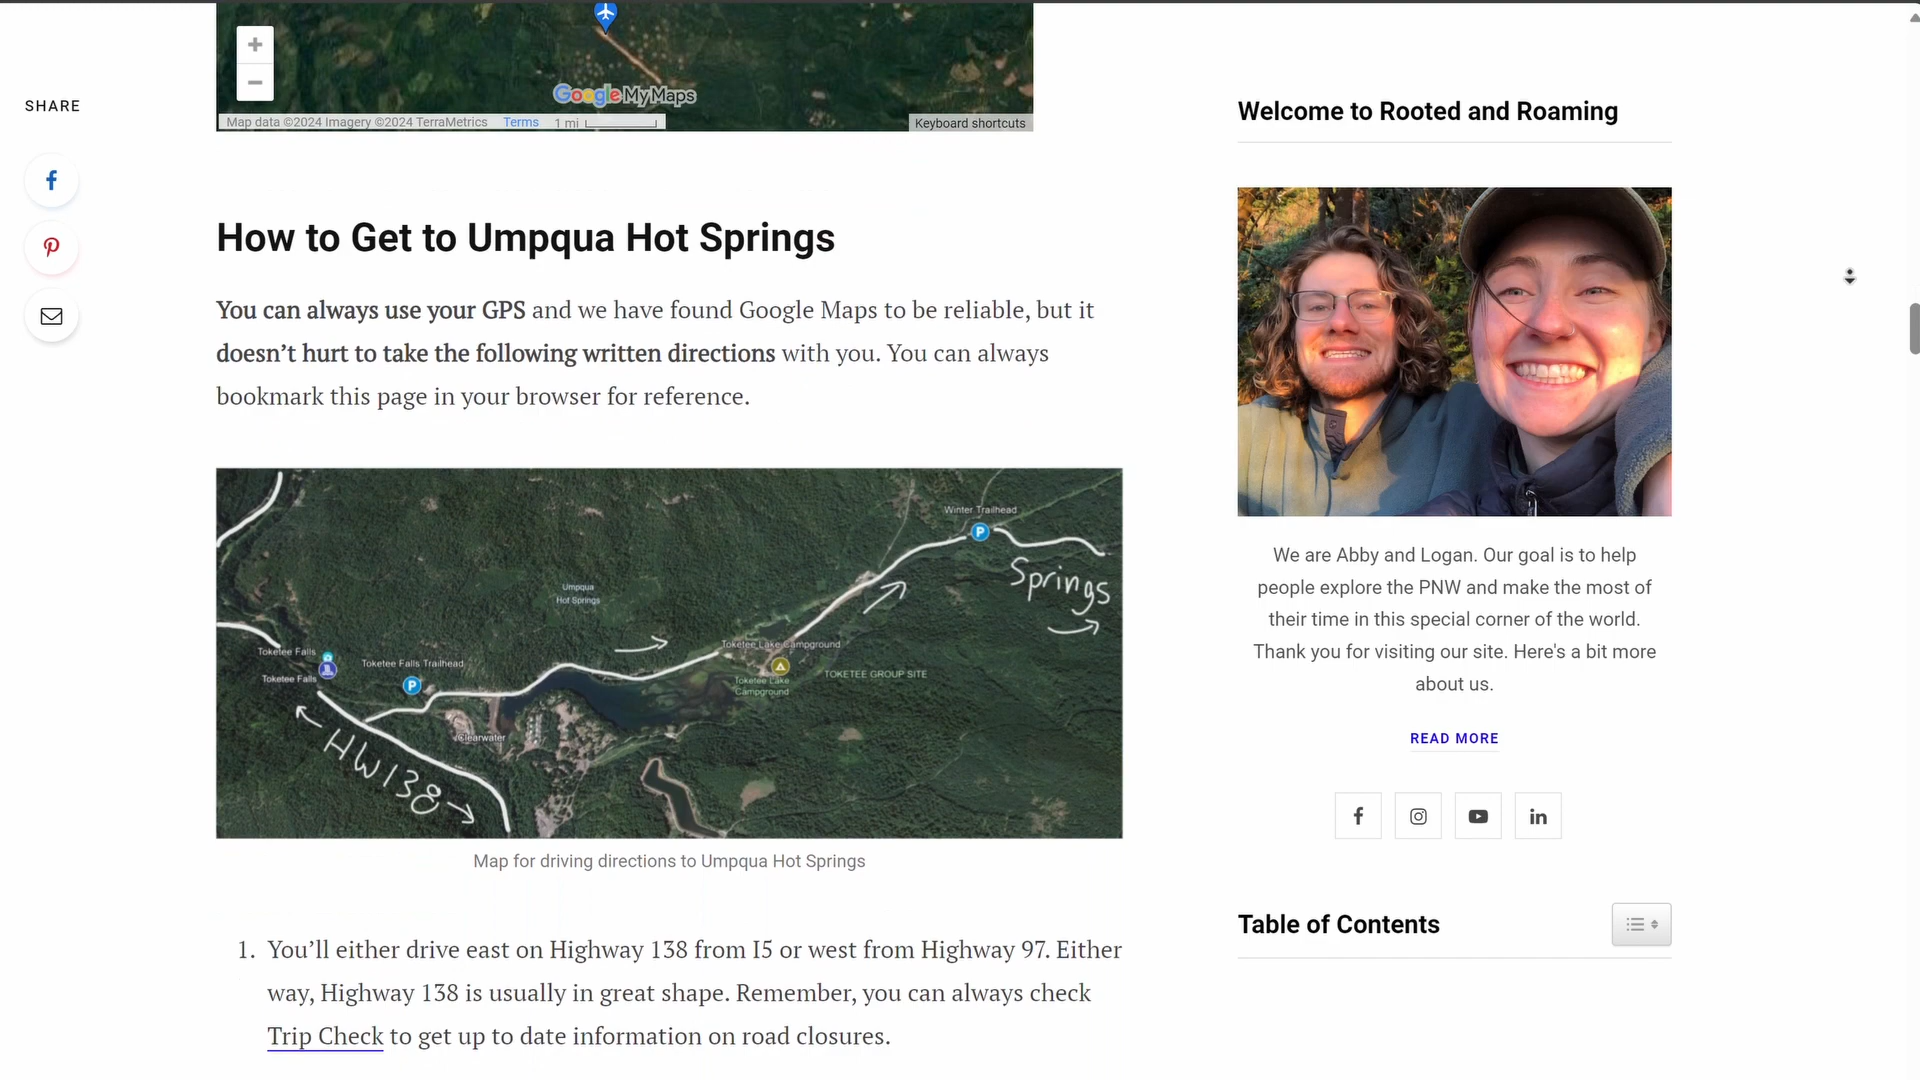 Google My Maps
Map data ©2024 Imagery ©2024 TerraMetrics Terms 1 mi Keyboard shortcuts
SHARE
How to Get to Umpqua Hot Springs
You can always use your GPS and we have found Google Maps to be reliable, but it
doesn’t hurt to take the following written directions with you. You can always
bookmark this page in your browser for reference.
Winter Trailhead
P
Springs
Umpqua
Hot Springs
Toketee Lake Campground
Toketee Lake
Campground
TOKETEE GROUP SITE
Toketee Falls
Toketee Falls
Toketee Falls Trailhead
P
Clearwater
HW138
Map for driving directions to Umpqua Hot Springs
1. You’ll either drive east on Highway 138 from I5 or west from Highway 97. Either
way, Highway 138 is usually in great shape. Remember, you can always check
Trip Check to get up to date information on road closures.
Welcome to Rooted and Roaming
We are Abby and Logan. Our goal is to help
people explore the PNW and make the most of
their time in this special corner of the world.
Thank you for visiting our site. Here's a bit more
about us.
READ MORE
Table of Contents